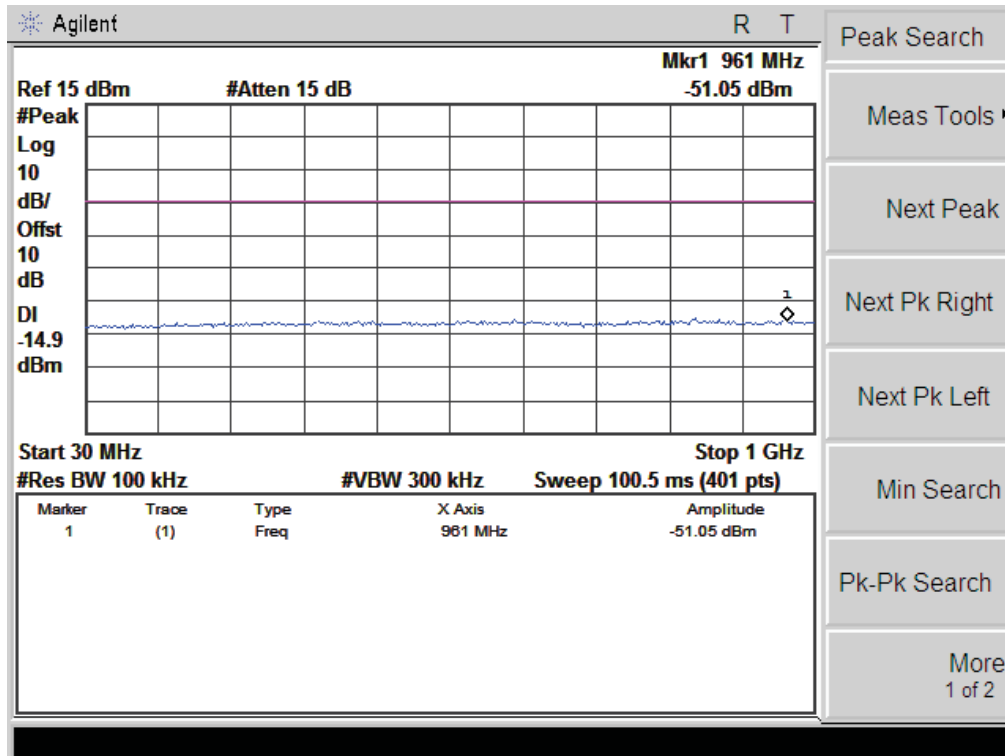 Agilent R T
Mkr1 961 MHz
Ref 15 dBm #Atten 15 dB -51.05 dBm
#Peak
Log
10
dB/
Offst
10
dB
DI
-14.9
dBm
1
Start 30 MHz Stop 1 GHz
#Res BW 100 kHz #VBW 300 kHz Sweep 100.5 ms (401 pts)
Marker Trace Type X Axis Amplitude
1 (1) Freq 961 MHz -51.05 dBm
Peak Search
Meas Tools
Next Peak
Next Pk Right
Next Pk Left
Min Search
Pk-Pk Search
More
1 of 2